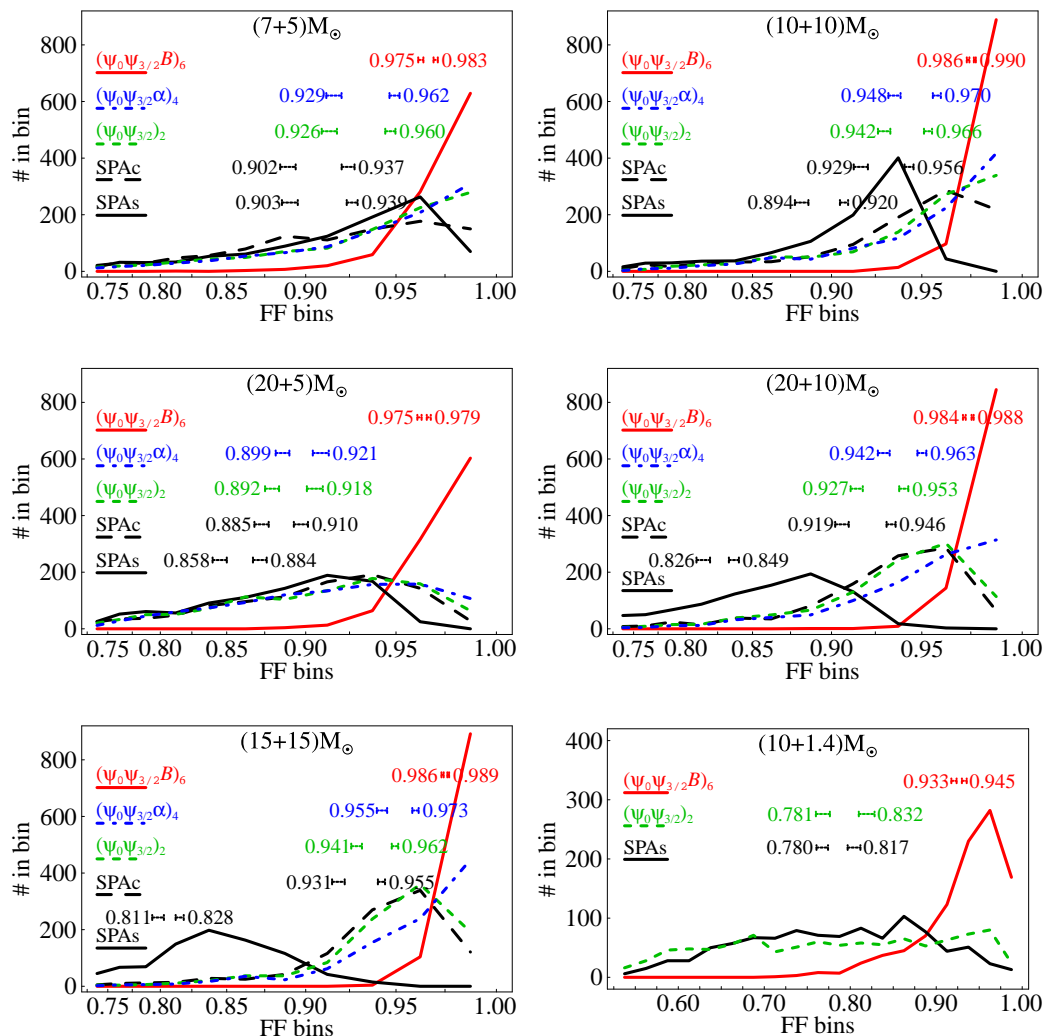 (7+5)M⊙
800
600
400
200
0
# in bin
(ψ₀ψ₃/₂B)₆ 0.975 0.983
(ψ₀ψ₃/₂α)₄ 0.929 0.962
(ψ₀ψ₃/₂)₂ 0.926 0.960
SPAc 0.902 0.937
SPAs 0.903 0.939
0.75 0.80 0.85 0.90 0.95 1.00
FF bins
(10+10)M⊙
800
600
400
200
0
# in bin
(ψ₀ψ₃/₂B)₆ 0.986 0.990
(ψ₀ψ₃/₂α)₄ 0.948 0.970
(ψ₀ψ₃/₂)₂ 0.942 0.966
SPAc 0.929 0.956
SPAs 0.894 0.920
0.75 0.80 0.85 0.90 0.95 1.00
FF bins
(20+5)M⊙
800
600
400
200
0
# in bin
(ψ₀ψ₃/₂B)₆ 0.975 0.979
(ψ₀ψ₃/₂α)₄ 0.899 0.921
(ψ₀ψ₃/₂)₂ 0.892 0.918
SPAc 0.885 0.910
SPAs 0.858 0.884
0.75 0.80 0.85 0.90 0.95 1.00
FF bins
(20+10)M⊙
800
600
400
200
0
# in bin
(ψ₀ψ₃/₂B)₆ 0.984 0.988
(ψ₀ψ₃/₂α)₄ 0.942 0.963
(ψ₀ψ₃/₂)₂ 0.927 0.953
SPAc 0.919 0.946
0.826 0.849
SPAs
0.75 0.80 0.85 0.90 0.95 1.00
FF bins
(15+15)M⊙
800
600
400
200
0
# in bin
(ψ₀ψ₃/₂B)₆ 0.986 0.989
(ψ₀ψ₃/₂α)₄ 0.955 0.973
(ψ₀ψ₃/₂)₂ 0.941 0.962
SPAc 0.931 0.955
0.811 0.828
SPAs
0.75 0.80 0.85 0.90 0.95 1.00
FF bins
(10+1.4)M⊙
400
300
200
100
0
# in bin
(ψ₀ψ₃/₂B)₆ 0.933 0.945
(ψ₀ψ₃/₂)₂ 0.781 0.832
SPAs 0.780 0.817
0.60 0.70 0.80 0.90 1.00
FF bins